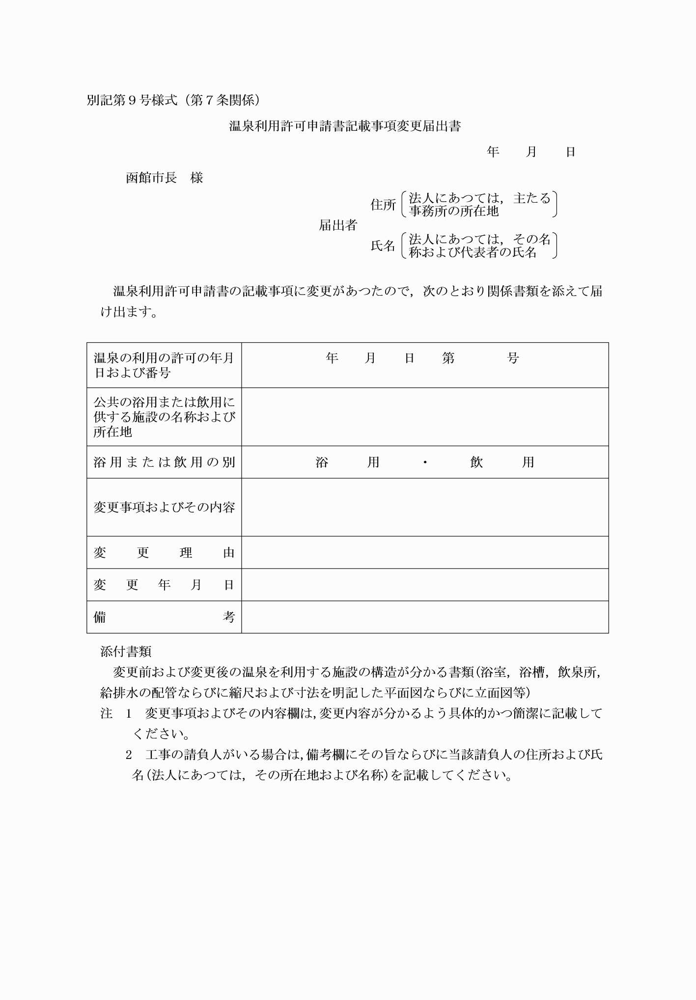 別記第９号様式（第７条関係）
温泉利用許可申請書記載事項変更届出書
年　　月　　日
函館市長　様
住所 法人にあつては，主たる
事務所の所在地
届出者
氏名 法人にあつては，その名
称および代表者の氏名
温泉利用許可申請書の記載事項に変更があつたので，次のとおり関係書類を添えて届
け出ます。
温泉の利用の許可の年月
日および番号
年　　月　　日　　第　　　　号
公共の浴用または飲用に
供する施設の名称および
所在地
浴用または飲用の別
浴　　　用　　　・　　　飲　　　用
変更事項およびその内容
変更理由
変更年月日
備考
添付書類
変更前および変更後の温泉を利用する施設の構造が分かる書類(浴室，浴槽，飲泉所，
給排水の配管ならびに縮尺および寸法を明記した平面図ならびに立面図等)
注　1　変更事項およびその内容欄は,変更内容が分かるよう具体的かつ簡潔に記載して
ください。
2　工事の請負人がいる場合は,備考欄にその旨ならびに当該請負人の住所および氏
名(法人にあつては，その所在地および名称)を記載してください。